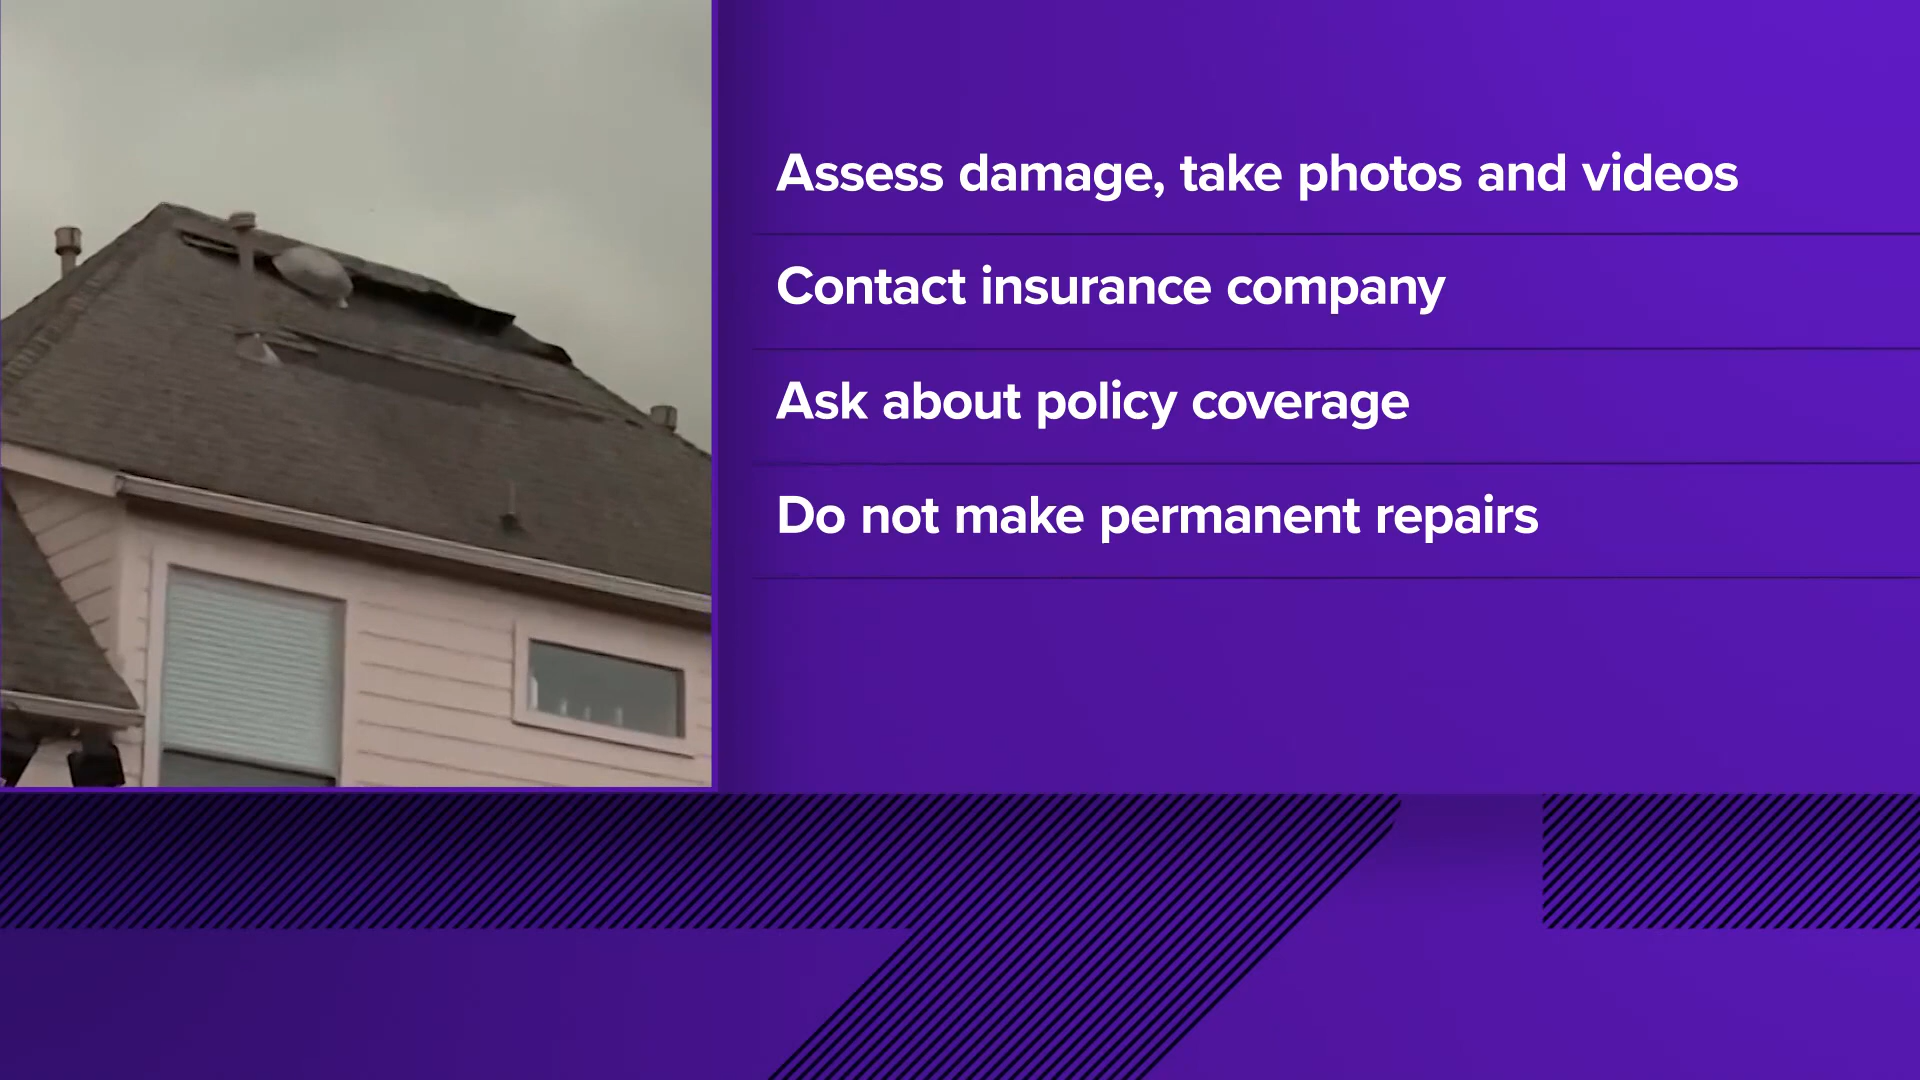 Assess damage, take photos and videos
Contact insurance company
Ask about policy coverage
Do not make permanent repairs